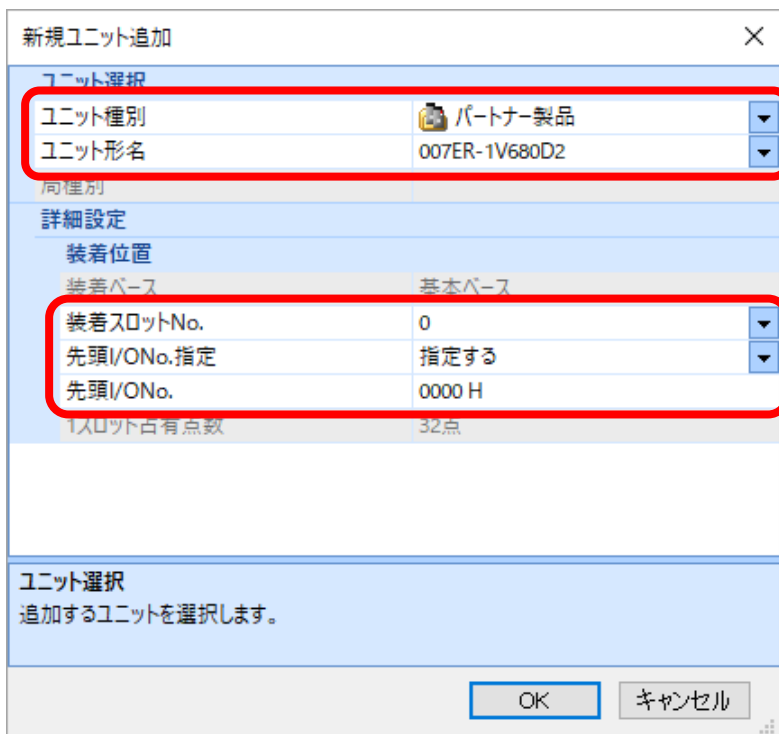 新規ユニット追加
ユニット選択
ユニット種別 パートナー製品
ユニット形名 007ER-1V680D2
局種別
詳細設定
装着位置
装着ベース 基本ベース
装着スロットNo. 0
先頭I/ONo.指定 指定する
先頭I/ONo. 0000 H
1スロット占有点数 32点
ユニット選択
追加するユニットを選択します。
OK キャンセル